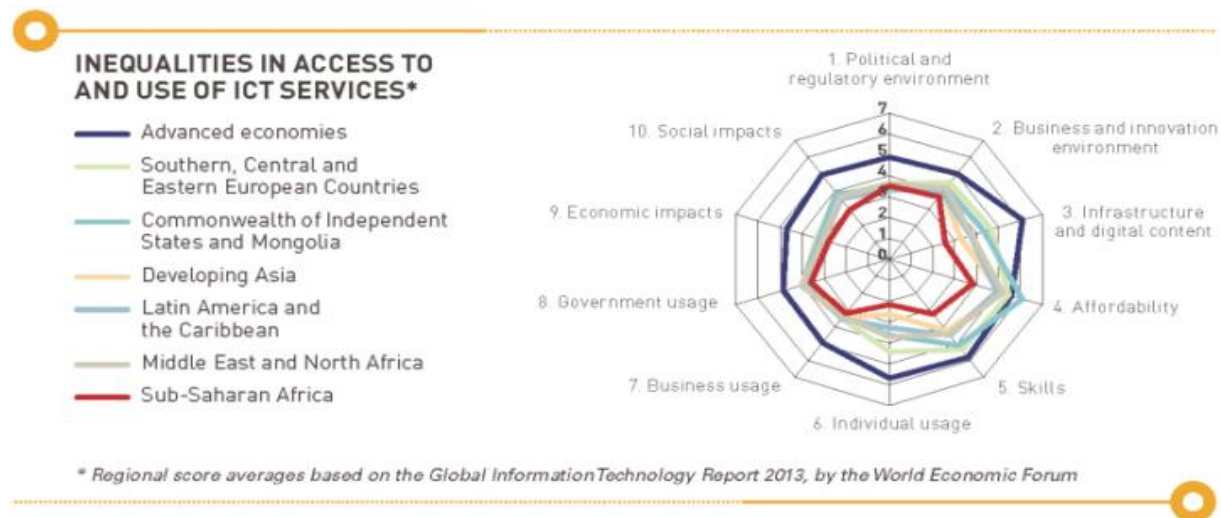 INEQUALITIES IN ACCESS TO
AND USE OF ICT SERVICES*
Advanced economies
Southern, Central and
Eastern European Countries
Commonwealth of Independent
States and Mongolia
Developing Asia
Latin America and
the Caribbean
Middle East and North Africa
Sub-Saharan Africa
1. Political and
regulatory environment
2. Business and innovation
environment
3. Infrastructure
and digital content
4. Affordability
5. Skills
6. Individual usage
7. Business usage
8. Government usage
9. Economic impacts
10. Social impacts
7
6
5
4
3
2
1
0
* Regional score averages based on the Global Information Technology Report 2013, by the World Economic Forum